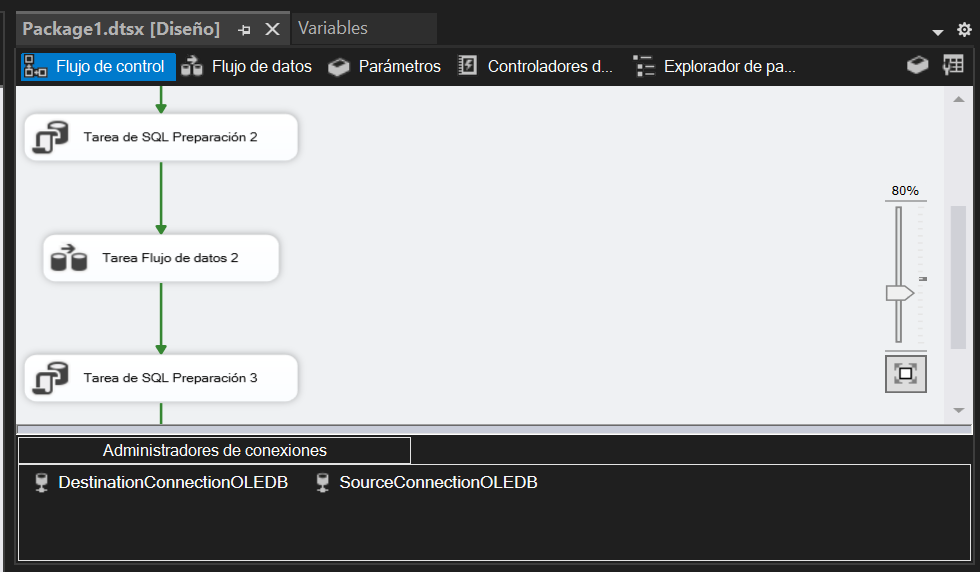 Package1.dtsx [Diseño]
Variables
Flujo de control
Flujo de datos
Parámetros
Controladores d...
Explorador de pa...
Tarea de SQL Preparación 2
80%
Tarea Flujo de datos 2
Tarea de SQL Preparación 3
Administradores de conexiones
DestinationConnectionOLEDB
SourceConnectionOLEDB